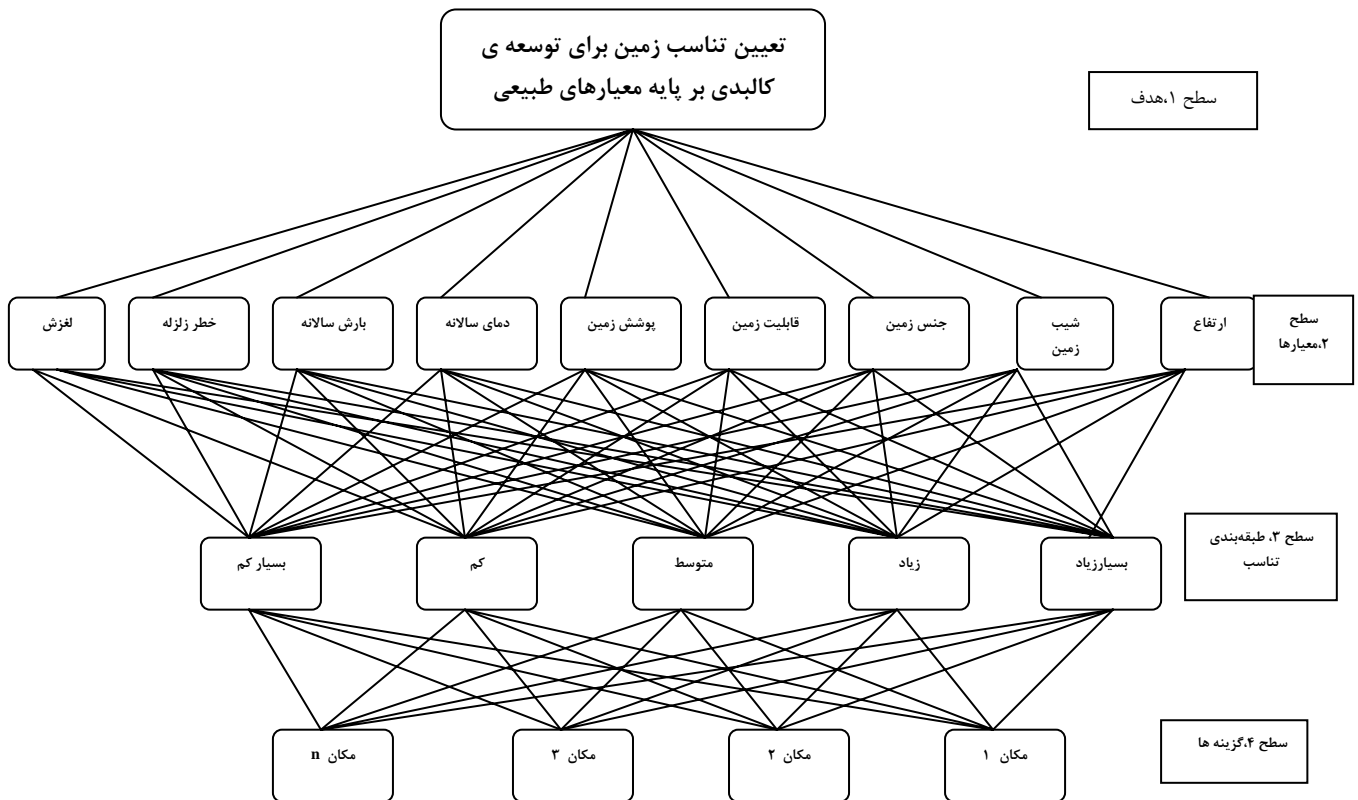 تعیین تناسب زمین برای توسعه ی
کالبدی بر پایه معیارهای طبیعی
سطح ۱،هدف
ارتفاع
شیب
زمین
جنس زمین
قابلیت زمین
پوشش زمین
دمای سالانه
بارش سالانه
خطر زلزله
لغزش
سطح
۲،معیارها
بسیارزیاد
زیاد
متوسط
کم
بسیار کم
سطح ۳، طبقه‌بندی
تناسب
مکان ۱
مکان ۲
مکان ۳
مکان n
سطح ۴،گزینه ها